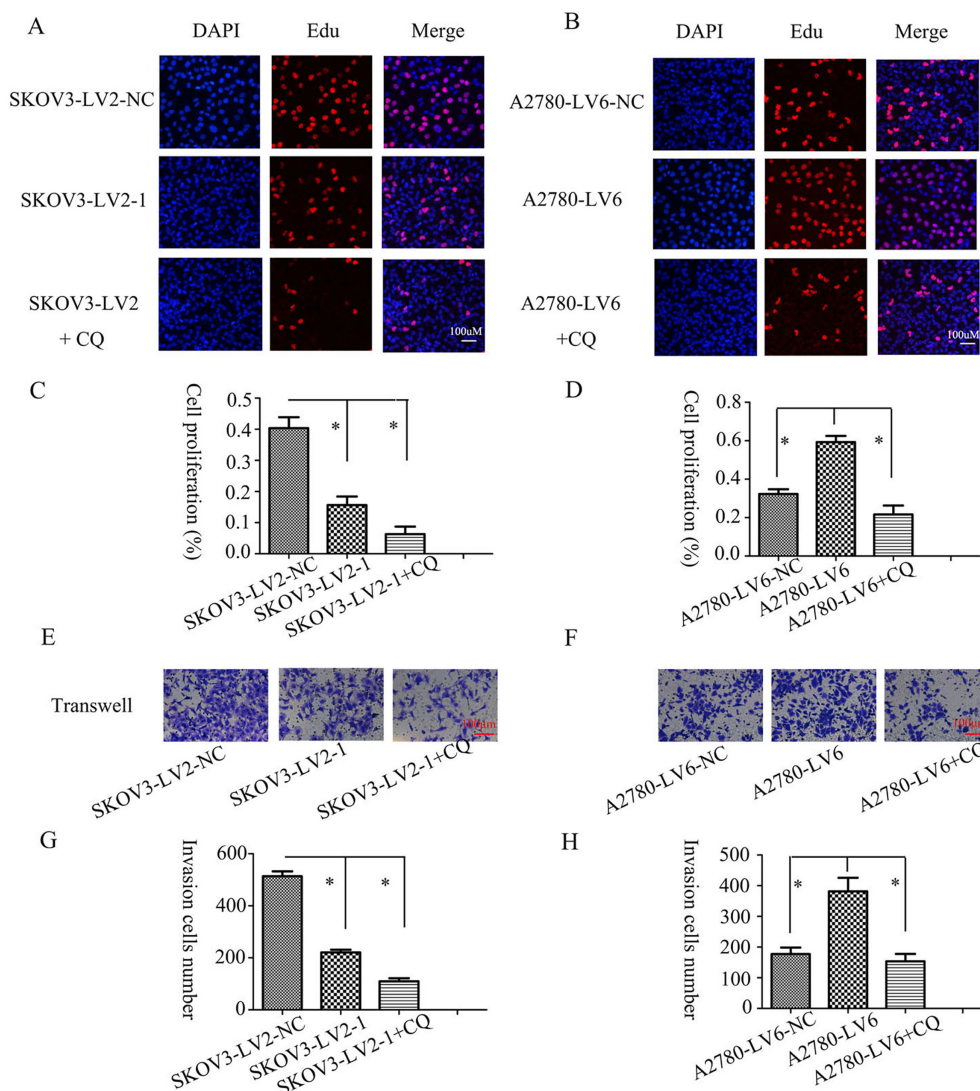 A
DAPI Edu Merge
SKOV3-LV2-NC
SKOV3-LV2-1
SKOV3-LV2
+ CQ
100uM
B
DAPI Edu Merge
A2780-LV6-NC
A2780-LV6
A2780-LV6
+CQ
100uM
C
Cell proliferation (%)
0.5
0.4
0.3
0.2
0.1
0.0
* *
SKOV3-LV2-NC
SKOV3-LV2-1
SKOV3-LV2-1+CQ
D
Cell proliferation (%)
0.8
0.6
0.4
0.2
0.0
* *
A2780-LV6-NC
A2780-LV6
A2780-LV6+CQ
E
Transwell
100um
SKOV3-LV2-NC
SKOV3-LV2-1
SKOV3-LV2-1+CQ
F
100um
A2780-LV6-NC
A2780-LV6
A2780-LV6+CQ
G
Invasion cells number
600
400
200
0
* *
SKOV3-LV2-NC
SKOV3-LV2-1
SKOV3-LV2-1+CQ
H
Invasion cells number
500
400
300
200
100
0
* *
A2780-LV6-NC
A2780-LV6
A2780-LV6+CQ